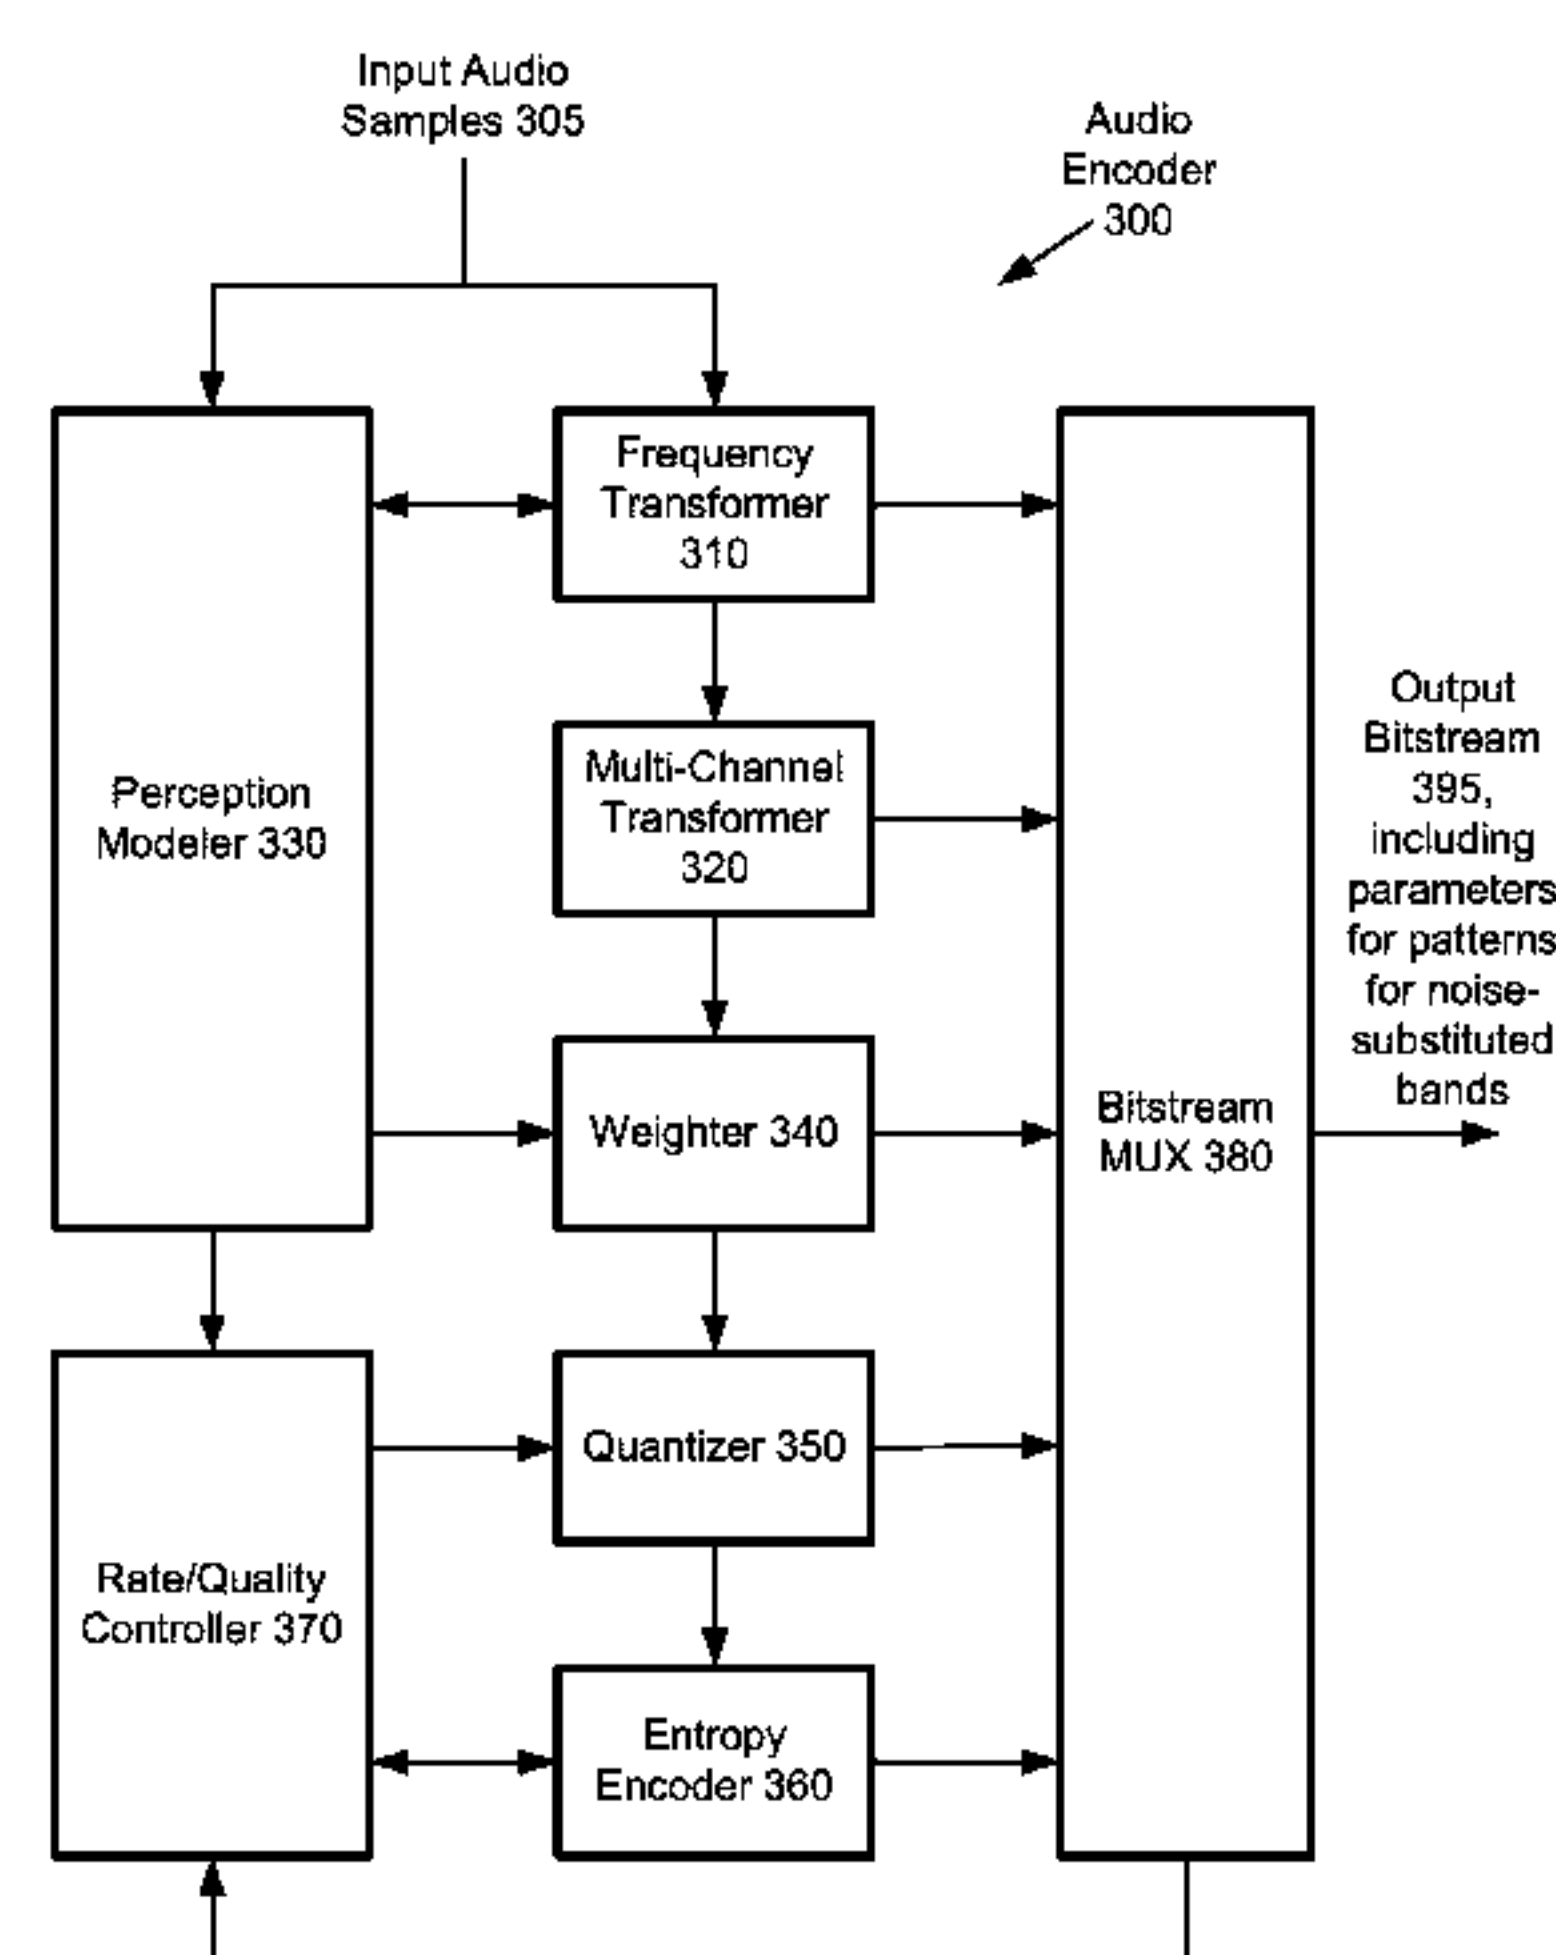 Input Audio
Samples 305
Audio
Encoder
300
Frequency
Transformer
310
Multi-Channel
Transformer
320
Perception
Modeler 330
Weighter 340
Bitstream
MUX 380
Output
Bitstream
395,
including
parameters
for patterns
for noise-
substituted
bands
Quantizer 350
Rate/Quality
Controller 370
Entropy
Encoder 360